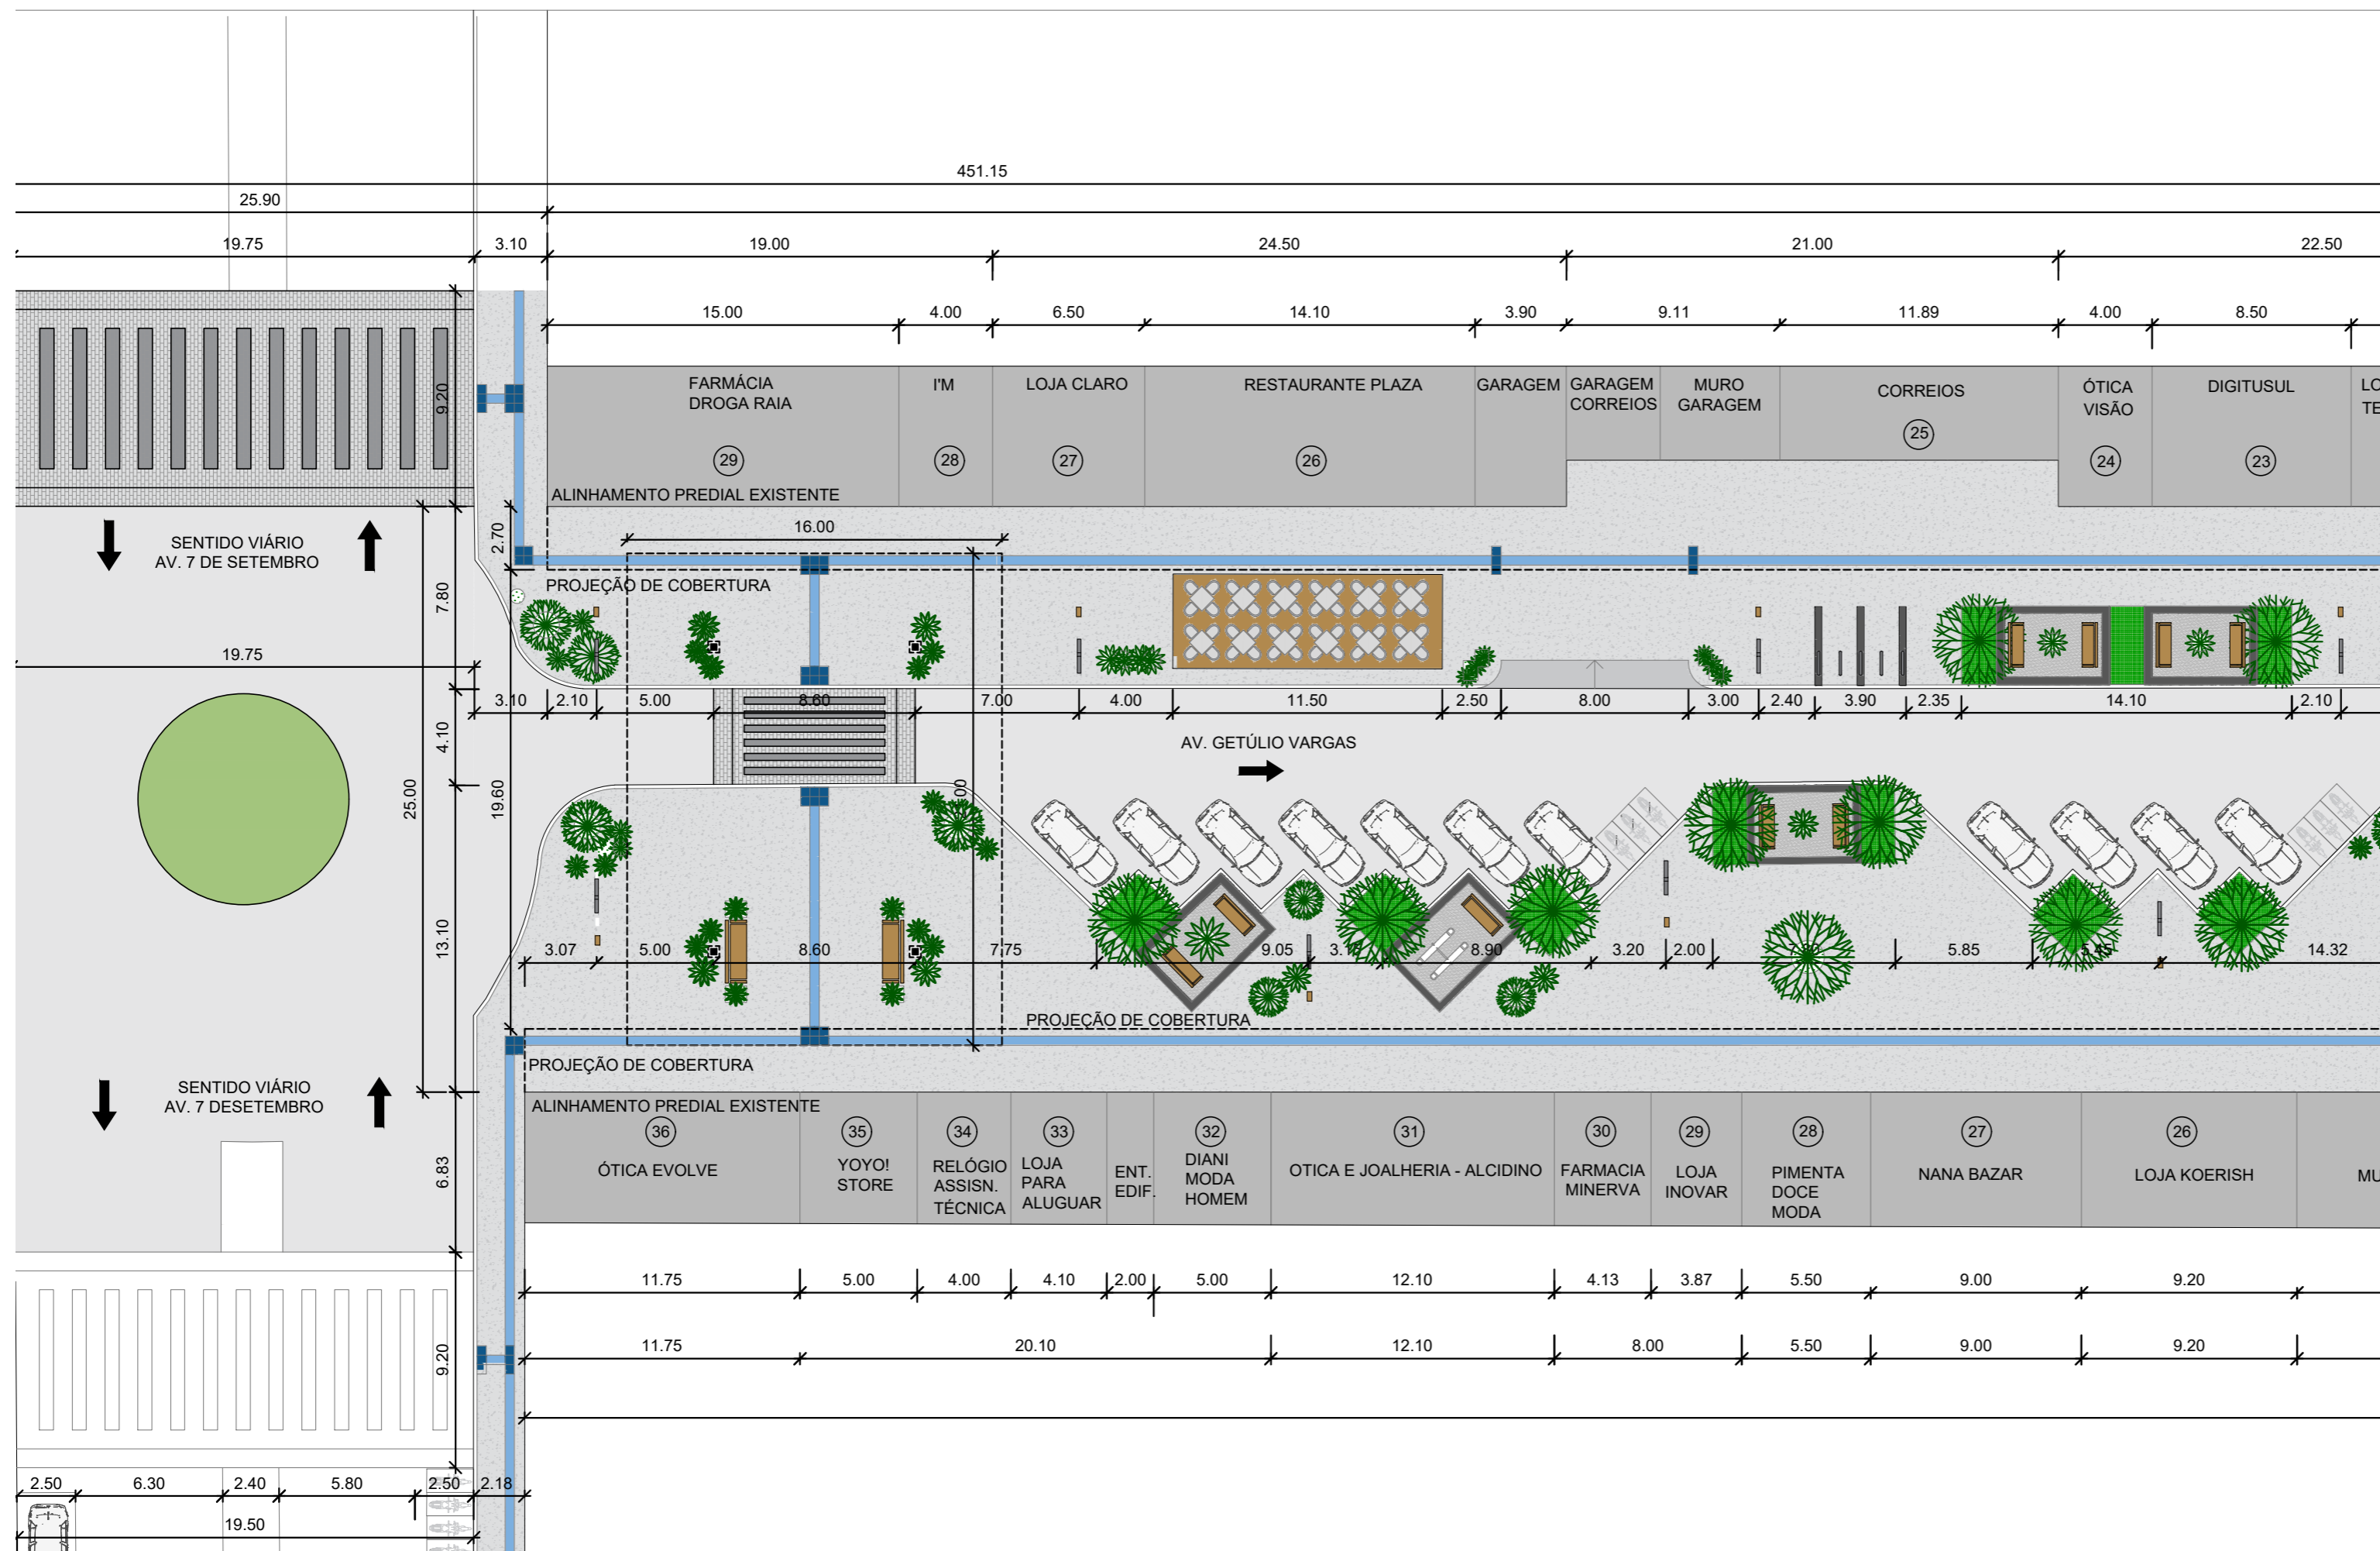 451.15
25.90
19.75
3.10
19.00
24.50
21.00
22.50
15.00
4.00
6.50
14.10
3.90
9.11
11.89
4.00
8.50
9.20
FARMÁCIA
DROGA RAIA
29
I'M
28
LOJA CLARO
27
RESTAURANTE PLAZA
26
GARAGEM
GARAGEM
CORREIOS
MURO
GARAGEM
CORREIOS
25
ÓTICA
VISÃO
24
DIGITUSUL
23
ALINHAMENTO PREDIAL EXISTENTE
SENTIDO VIÁRIO
AV. 7 DE SETEMBRO
2.70
16.00
PROJEÇÃO DE COBERTURA
7.80
19.75
3.10
2.10
5.00
8.60
7.00
4.00
11.50
2.50
8.00
3.00
2.40
3.90
2.35
14.10
2.10
4.10
AV. GETÚLIO VARGAS
25.00
19.60
13.10
3.07
5.00
8.60
7.75
9.05
8.90
3.20
2.00
5.85
5.45
14.32
PROJEÇÃO DE COBERTURA
PROJEÇÃO DE COBERTURA
SENTIDO VIÁRIO
AV. 7 DESETEMBRO
ALINHAMENTO PREDIAL EXISTENTE
36
ÓTICA EVOLVE
35
YOYO!
STORE
34
RELÓGIO
ASSISN.
TÉCNICA
33
LOJA
PARA
ALUGUAR
ENT.
EDIF.
32
DIANI
MODA
HOMEM
31
OTICA E JOALHERIA - ALCIDINO
30
FARMACIA
MINERVA
29
LOJA
INOVAR
28
PIMENTA
DOCE
MODA
27
NANA BAZAR
26
LOJA KOERISH
6.83
11.75
5.00
4.00
4.10
2.00
5.00
12.10
4.13
3.87
5.50
9.00
9.20
11.75
20.10
12.10
8.00
5.50
9.00
9.20
9.20
2.50
6.30
2.40
5.80
2.50
2.18
19.50